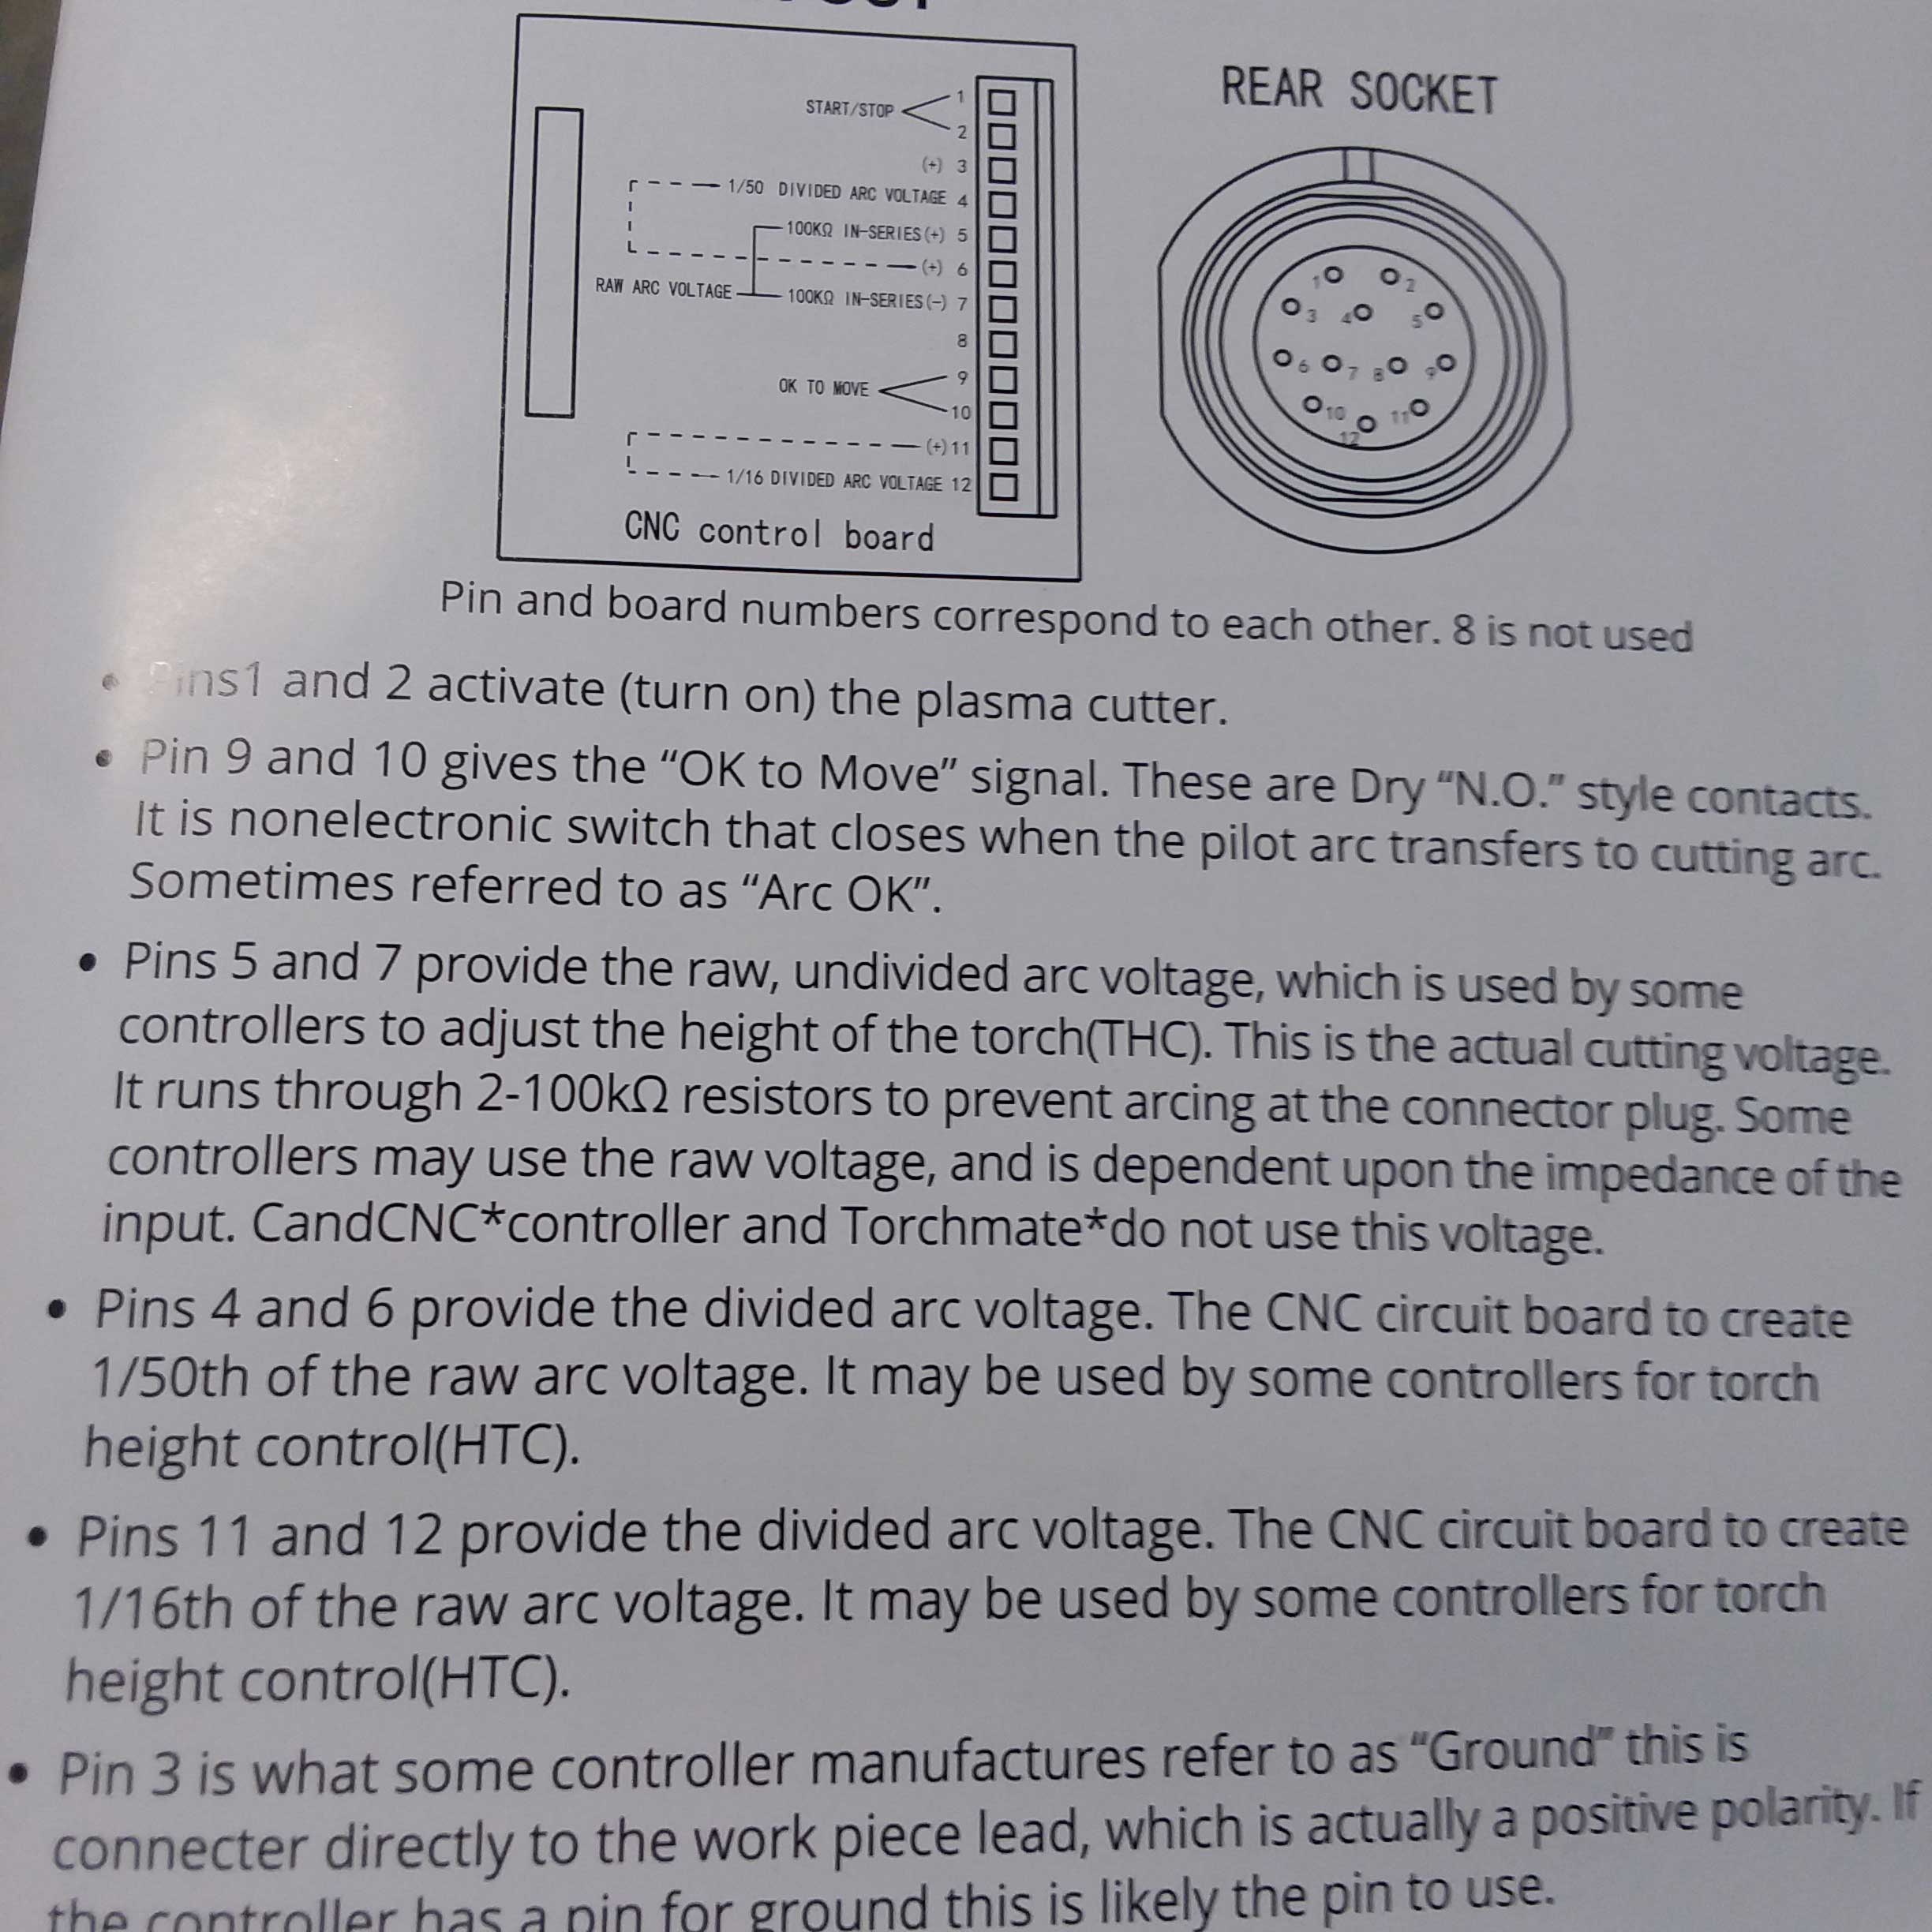 START/STOP
1
2
(+) 3
1/50 DIVIDED ARC VOLTAGE 4
100KΩ IN-SERIES(+) 5
(+) 6
RAW ARC VOLTAGE
100KΩ IN-SERIES(-) 7
8
OK TO MOVE
9
10
(+)11
1/16 DIVIDED ARC VOLTAGE 12
CNC control board
REAR SOCKET
1 2
3 4 5
6 7 8 9
10 11
12
Pin and board numbers correspond to each other. 8 is not used
• Pins1 and 2 activate (turn on) the plasma cutter.
• Pin 9 and 10 gives the “OK to Move” signal. These are Dry “N.O.” style contacts.
It is nonelectronic switch that closes when the pilot arc transfers to cutting arc.
Sometimes referred to as “Arc OK”.
• Pins 5 and 7 provide the raw, undivided arc voltage, which is used by some
controllers to adjust the height of the torch(THC). This is the actual cutting voltage.
It runs through 2-100kΩ resistors to prevent arcing at the connector plug. Some
controllers may use the raw voltage, and is dependent upon the impedance of the
input. CandCNC*controller and Torchmate*do not use this voltage.
• Pins 4 and 6 provide the divided arc voltage. The CNC circuit board to create
1/50th of the raw arc voltage. It may be used by some controllers for torch
height control(HTC).
• Pins 11 and 12 provide the divided arc voltage. The CNC circuit board to create
1/16th of the raw arc voltage. It may be used by some controllers for torch
height control(HTC).
• Pin 3 is what some controller manufactures refer to as “Ground” this is
connecter directly to the work piece lead, which is actually a positive polarity. If
the controller has a pin for ground this is likely the pin to use.